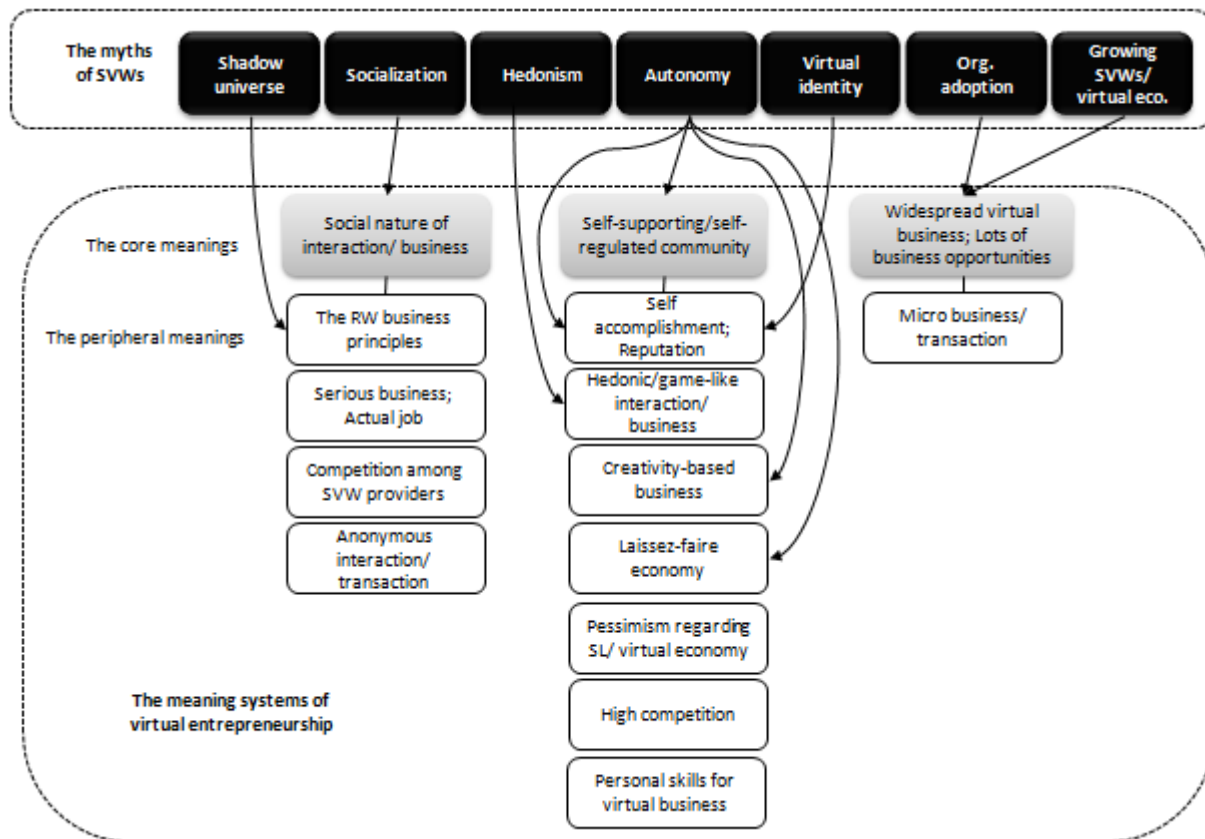 The myths
of SVWs
Shadow
universe
Socialization
Hedonism
Autonomy
Virtual
identity
Org.
adoption
Growing
SVWs/
virtual eco.
The core meanings
Social nature of
interaction/ business
Self-supporting/self-
regulated community
Widespread virtual
business; Lots of
business opportunities
The peripheral meanings
The RW business
principles
Serious business;
Actual job
Competition among
SVW providers
Anonymous
interaction/
transaction
Self
accomplishment;
Reputation
Hedonic/game-like
interaction/
business
Creativity-based
business
Laissez-faire
economy
Pessimism regarding
SL/ virtual economy
High competition
Personal skills for
virtual business
Micro business/
transaction
The meaning systems of
virtual entrepreneurship